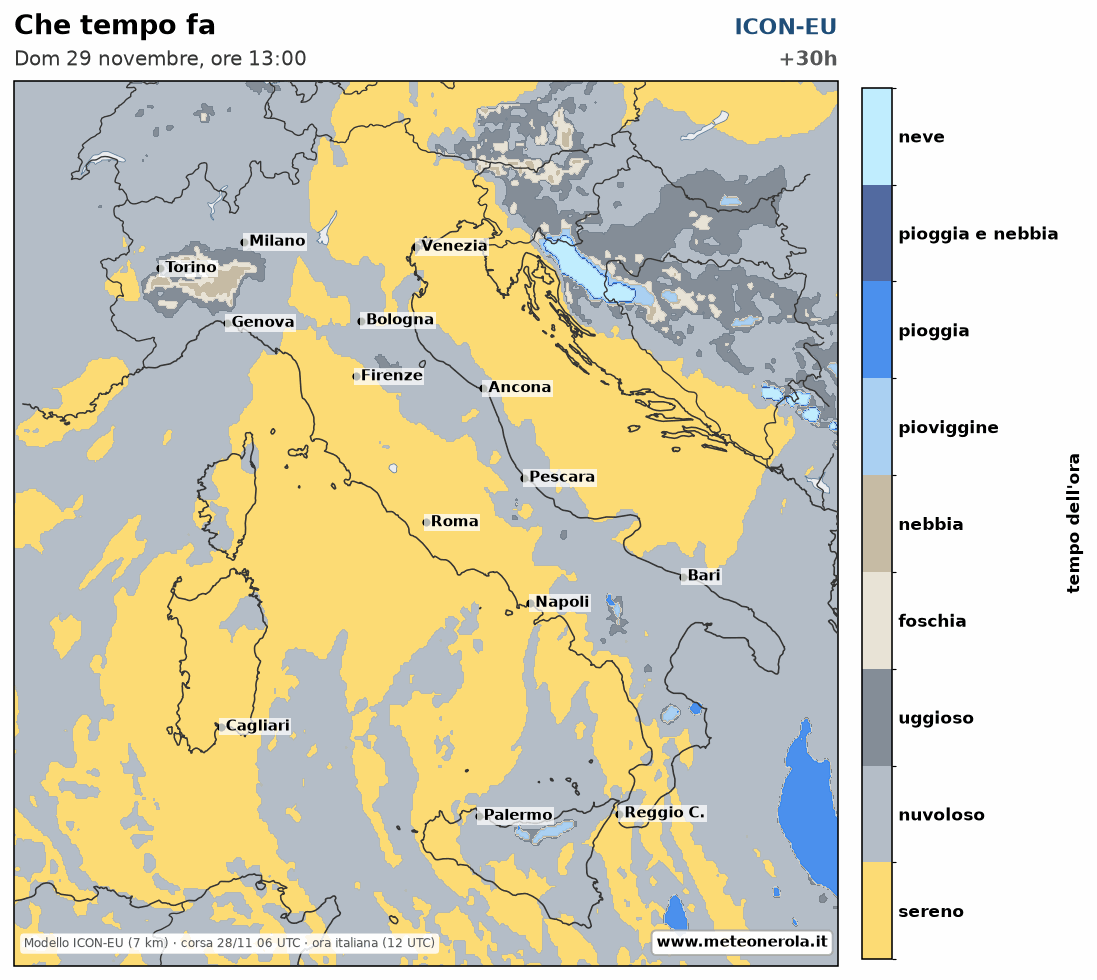 Che tempo fa
ICON-EU
Dom 29 novembre, ore 13:00
+30h
Milano
Venezia
Torino
Genova
Bologna
Firenze
Ancona
Pescara
Roma
Bari
Napoli
Cagliari
Palermo
Reggio C.
Modello ICON-EU (7 km) · corsa 28/11 06 UTC · ora italiana (12 UTC)
www.meteonerola.it
neve
pioggia e nebbia
pioggia
pioviggine
nebbia
foschia
uggioso
nuvoloso
sereno
tempo dell'ora